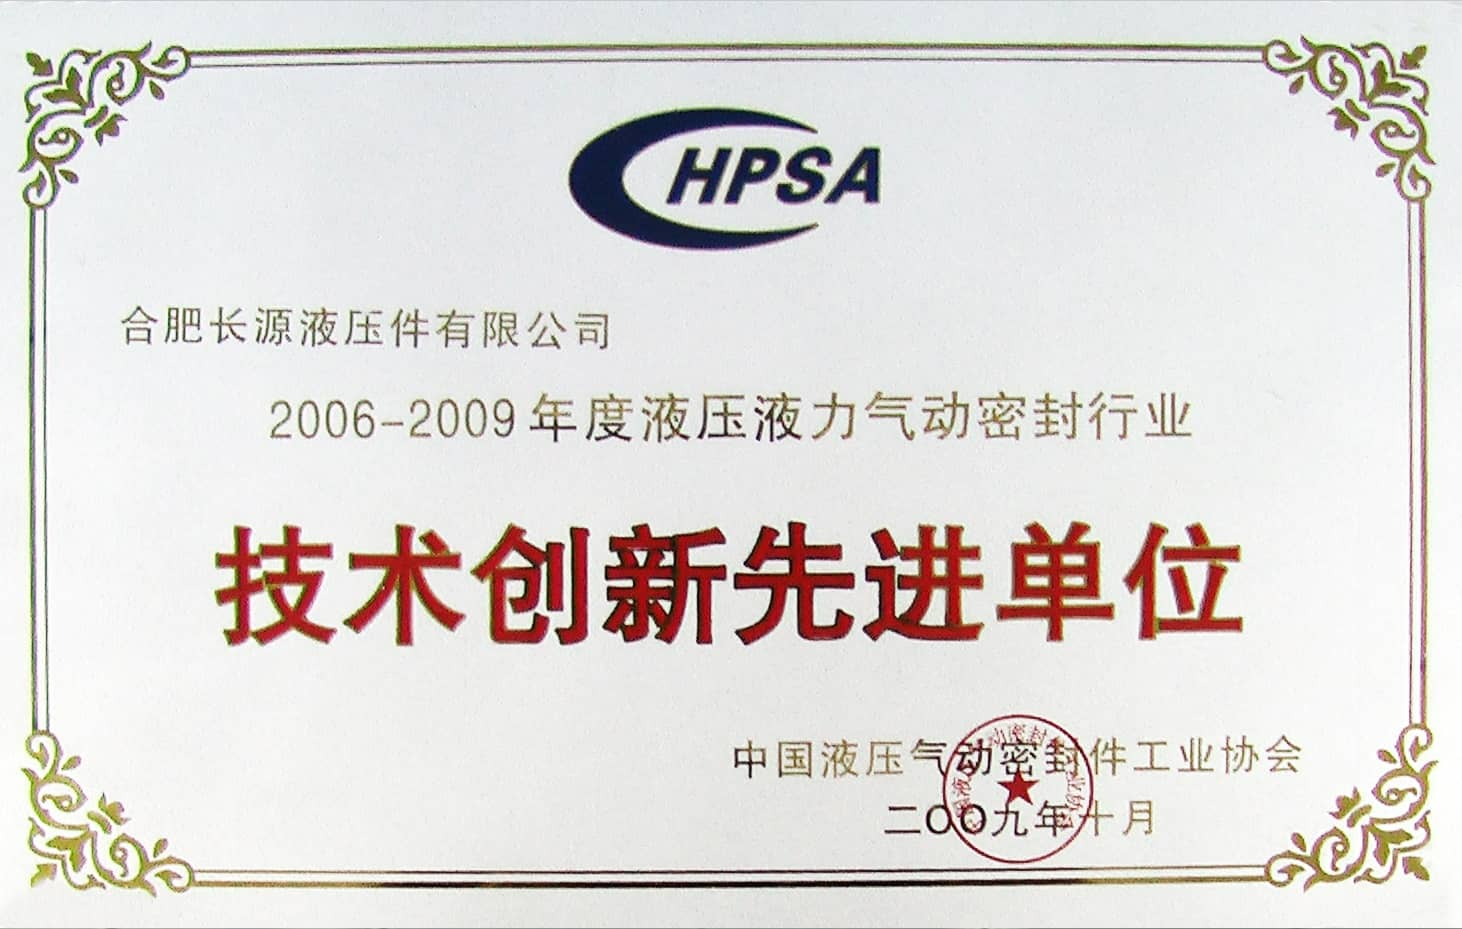 CHPSA
合肥长源液压件有限公司
2006-2009年度液压液力气动密封行业
技术创新先进单位
中国液压气动密封件工业协会
二〇〇九年十月